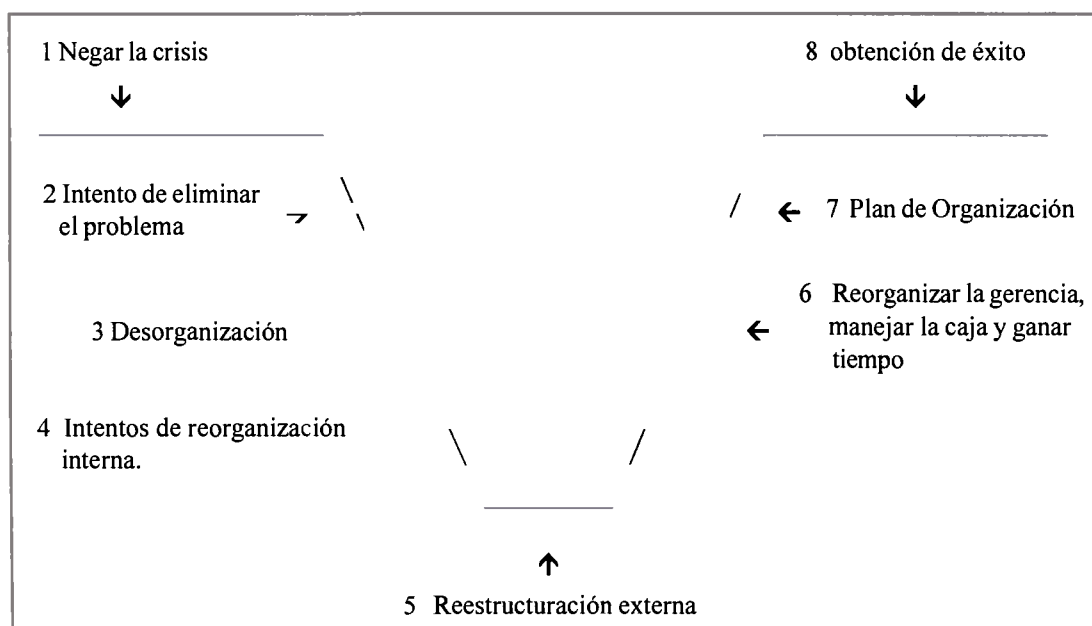 1 Negar la crisis
8 obtención de éxito
2 Intento de eliminar
el problema
7 Plan de Organización
6 Reorganizar la gerencia,
manejar la caja y ganar
tiempo
3 Desorganización
4 Intentos de reorganización
interna.
5 Reestructuración externa